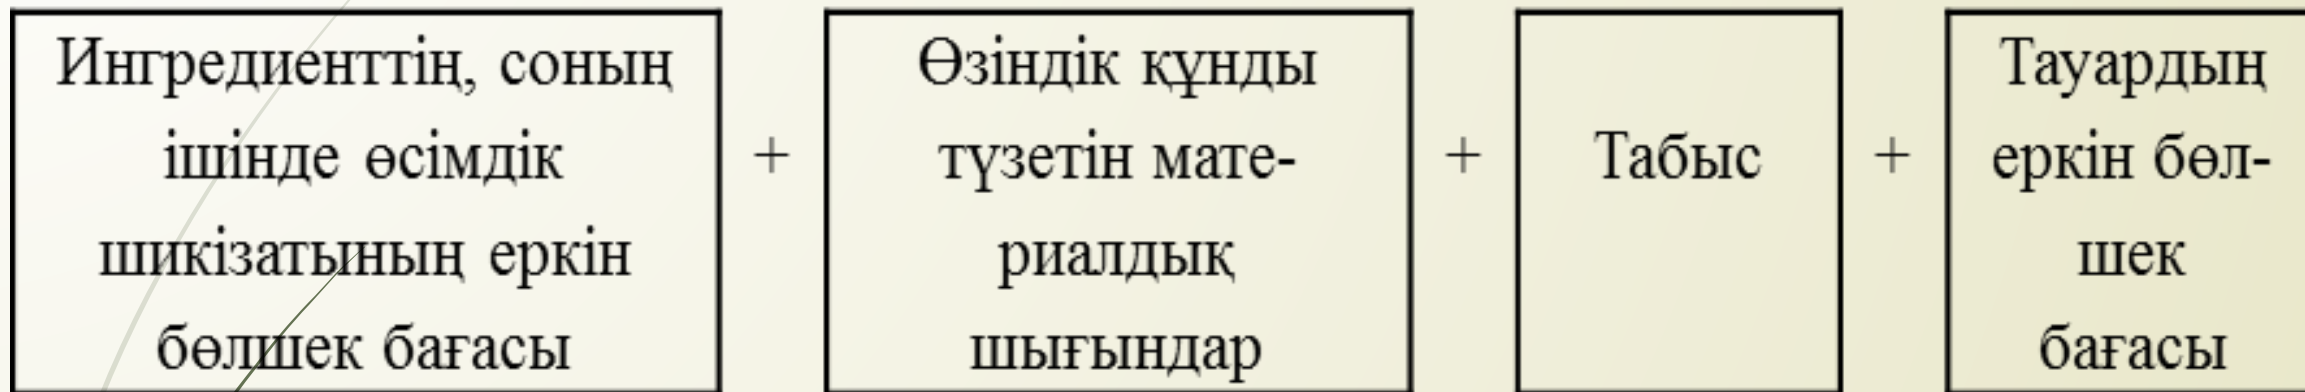 Ингредиенттің, соның
ішінде өсімдік
шикізатының еркін
бөлшек бағасы
+
Өзіндік құнды
түзетін мате-
риалдық
шығындар
+
Табыс
+
Тауардың
еркін бөл-
шек
бағасы